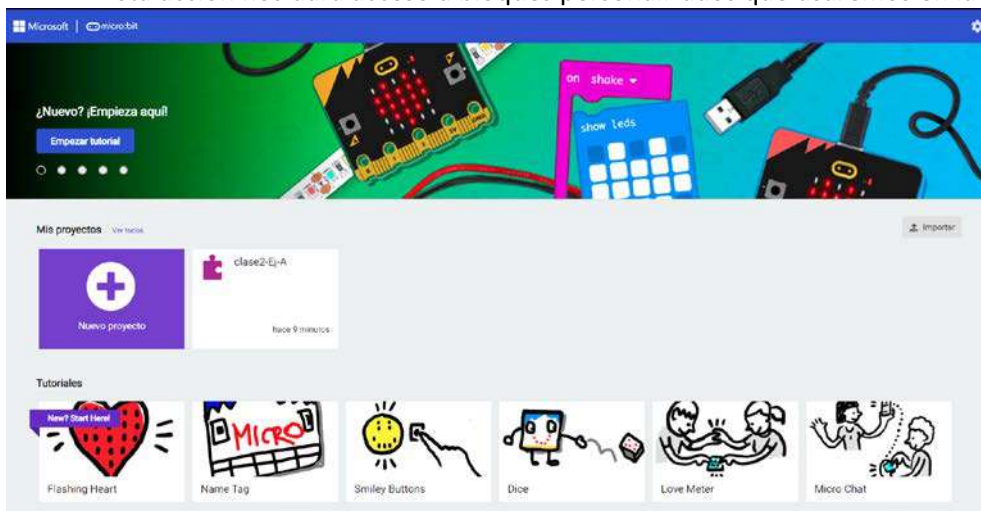 Microsoft | micro:bit
¿Nuevo? ¡Empieza aquí!
Empezar tutorial
on shake
show leds
Mis proyectos Ver todos
Importar
Nuevo proyecto
clase2-Ej-A
hace 9 minutos
Tutoriales
New? Start Here!
MICRO
Flashing Heart
Name Tag
Smiley Buttons
Dice
Love Meter
Micro Chat